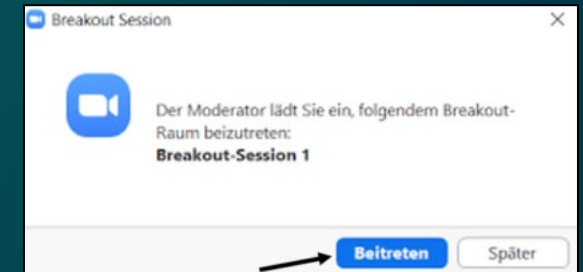 Breakout Session
Der Moderator lädt Sie ein, folgendem Breakout-
Raum beizutreten:
Breakout-Session 1
Beitreten
Später